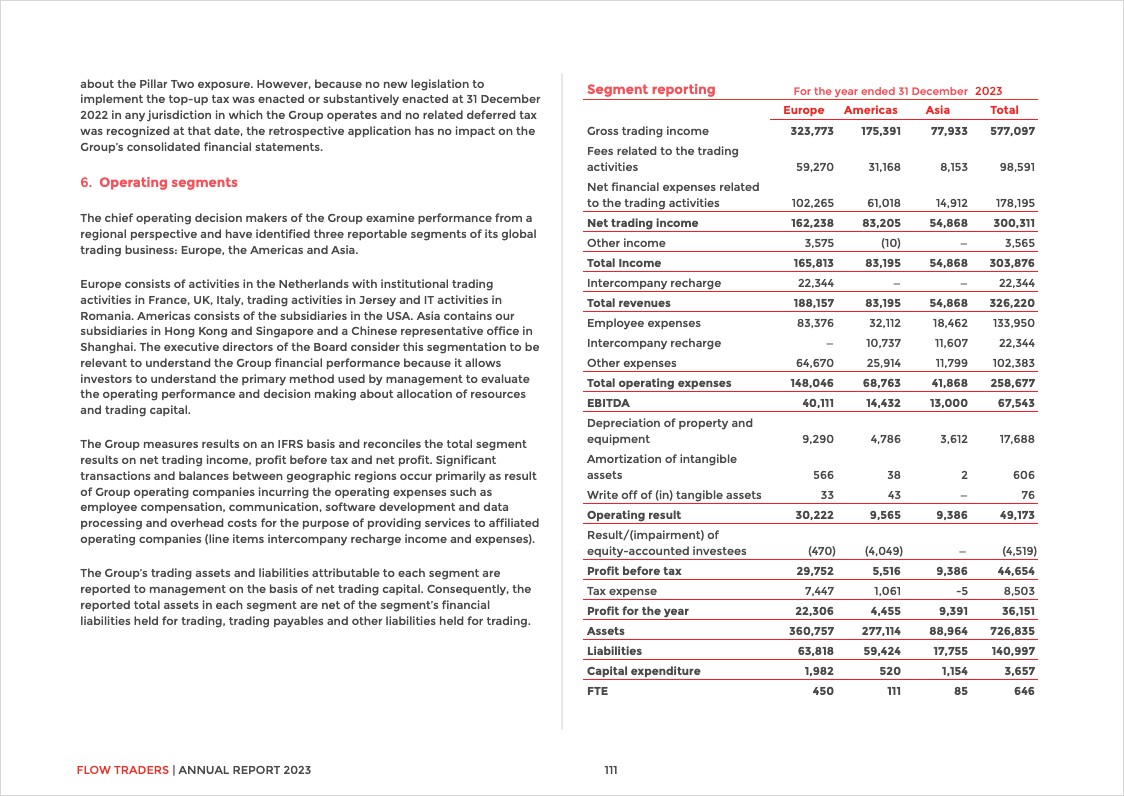 about the Pillar Two exposure. However, because no new legislation to
implement the top-up tax was enacted or substantively enacted at 31 December
2022 in any jurisdiction in which the Group operates and no related deferred tax
was recognized at that date, the retrospective application has no impact on the
Group's consolidated financial statements.
6. Operating segments
The chief operating decision makers of the Group examine performance from a
regional perspective and have identified three reportable segments of its global
trading business: Europe, the Americas and Asia.
Europe consists of activities in the Netherlands with institutional trading
activities in France, UK, Italy, trading activities in Jersey and IT activities in
Romania. Americas consists of the subsidiaries in the USA. Asia contains our
subsidiaries in Hong Kong and Singapore and a Chinese representative office in
Shanghai. The executive directors of the Board consider this segmentation to be
relevant to understand the Group financial performance because it allows
investors to understand the primary method used by management to evaluate
the operating performance and decision making about allocation of resources
and trading capital.
The Group measures results on an IFRS basis and reconciles the total segment
results on net trading income, profit before tax and net profit. Significant
transactions and balances between geographic regions occur primarily as result
of Group operating companies incurring the operating expenses such as
employee compensation, communication, software development and data
processing and overhead costs for the purpose of providing services to affiliated
operating companies (line items intercompany recharge income and expenses).
The Group's trading assets and liabilities attributable to each segment are
reported to management on the basis of net trading capital. Consequently, the
reported total assets in each segment are net of the segment's financial
liabilities held for trading, trading payables and other liabilities held for trading.
Segment reporting For the year ended 31 December 2023
Europe Americas Asia Total
Gross trading income 323,773 175,391 77,933 577,097
Fees related to the trading
activities 59,270 31,168 8,153 98,591
Net financial expenses related
to the trading activities 102,265 61,018 14,912 178,195
Net trading income 162,238 83,205 54,868 300,311
Other income 3,575 (10) — 3,565
Total Income 165,813 83,195 54,868 303,876
Intercompany recharge 22,344 — — 22,344
Total revenues 188,157 83,195 54,868 326,220
Employee expenses 83,376 32,112 18,462 133,950
Intercompany recharge — 10,737 11,607 22,344
Other expenses 64,670 25,914 11,799 102,383
Total operating expenses 148,046 68,763 41,868 258,677
EBITDA 40,111 14,432 13,000 67,543
Depreciation of property and
equipment 9,290 4,786 3,612 17,688
Amortization of intangible
assets 566 38 2 606
Write off of (in) tangible assets 33 43 — 76
Operating result 30,222 9,565 9,386 49,173
Result/(impairment) of
equity-accounted investees (470) (4,049) — (4,519)
Profit before tax 29,752 5,516 9,386 44,654
Tax expense 7,447 1,061 -5 8,503
Profit for the year 22,306 4,455 9,391 36,151
Assets 360,757 277,114 88,964 726,835
Liabilities 63,818 59,424 17,755 140,997
Capital expenditure 1,982 520 1,154 3,657
FTE 450 111 85 646
FLOW TRADERS | ANNUAL REPORT 2023 111